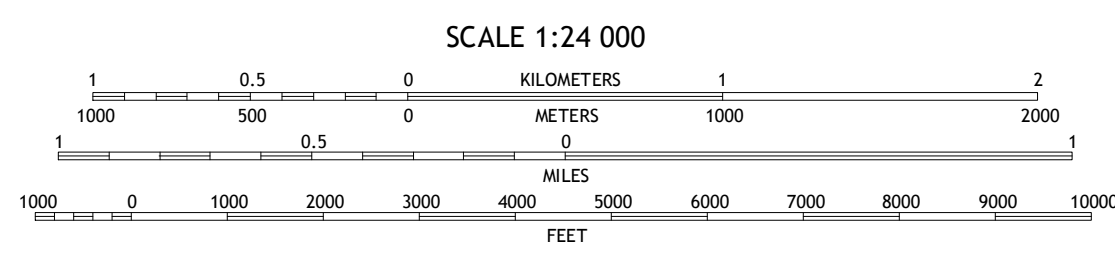 SCALE 1:24 000
1 0.5 0 KILOMETERS 1 2
1000 500 0 METERS 1000 2000
1 0.5 0 1
MILES
1000 0 1000 2000 3000 4000 5000 6000 7000 8000 9000 10000
FEET